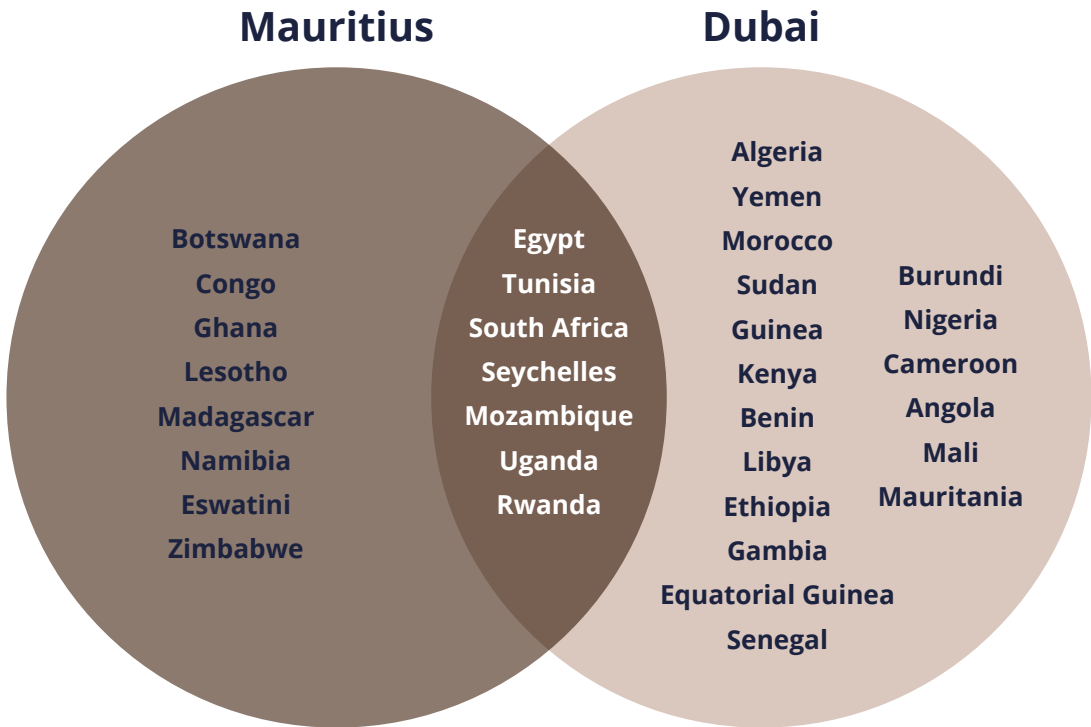 Mauritius
Dubai
Botswana
Congo
Ghana
Lesotho
Madagascar
Namibia
Eswatini
Zimbabwe
Egypt
Tunisia
South Africa
Seychelles
Mozambique
Uganda
Rwanda
Algeria
Yemen
Morocco
Sudan
Guinea
Kenya
Benin
Libya
Ethiopia
Gambia
Equatorial Guinea
Senegal
Burundi
Nigeria
Cameroon
Angola
Mali
Mauritania